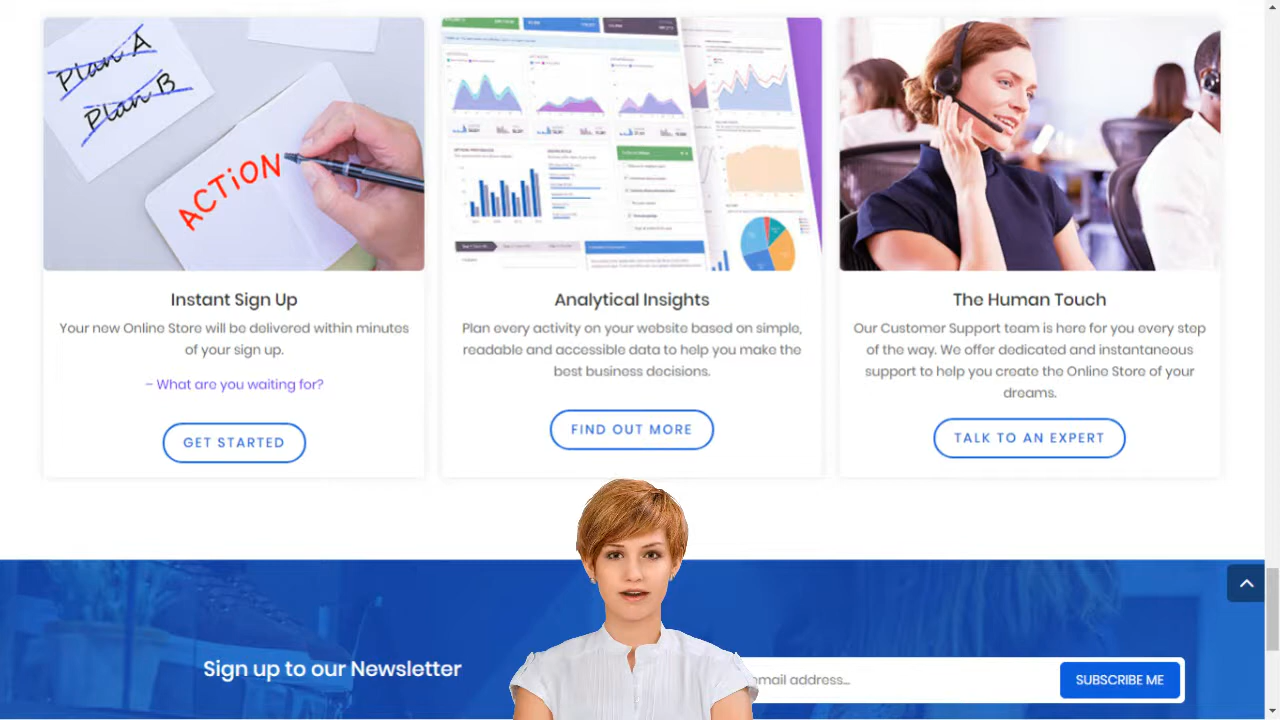 Plan A
Plan B
ACTiON
Instant Sign Up
Your new Online Store will be delivered within minutes
of your sign up.
– What are you waiting for?
GET STARTED
Analytical Insights
Plan every activity on your website based on simple,
readable and accessible data to help you make the
best business decisions.
FIND OUT MORE
The Human Touch
Our Customer Support team is here for you every step
of the way. We offer dedicated and instantaneous
support to help you create the Online Store of your
dreams.
TALK TO AN EXPERT
Sign up to our Newsletter
address...
SUBSCRIBE ME